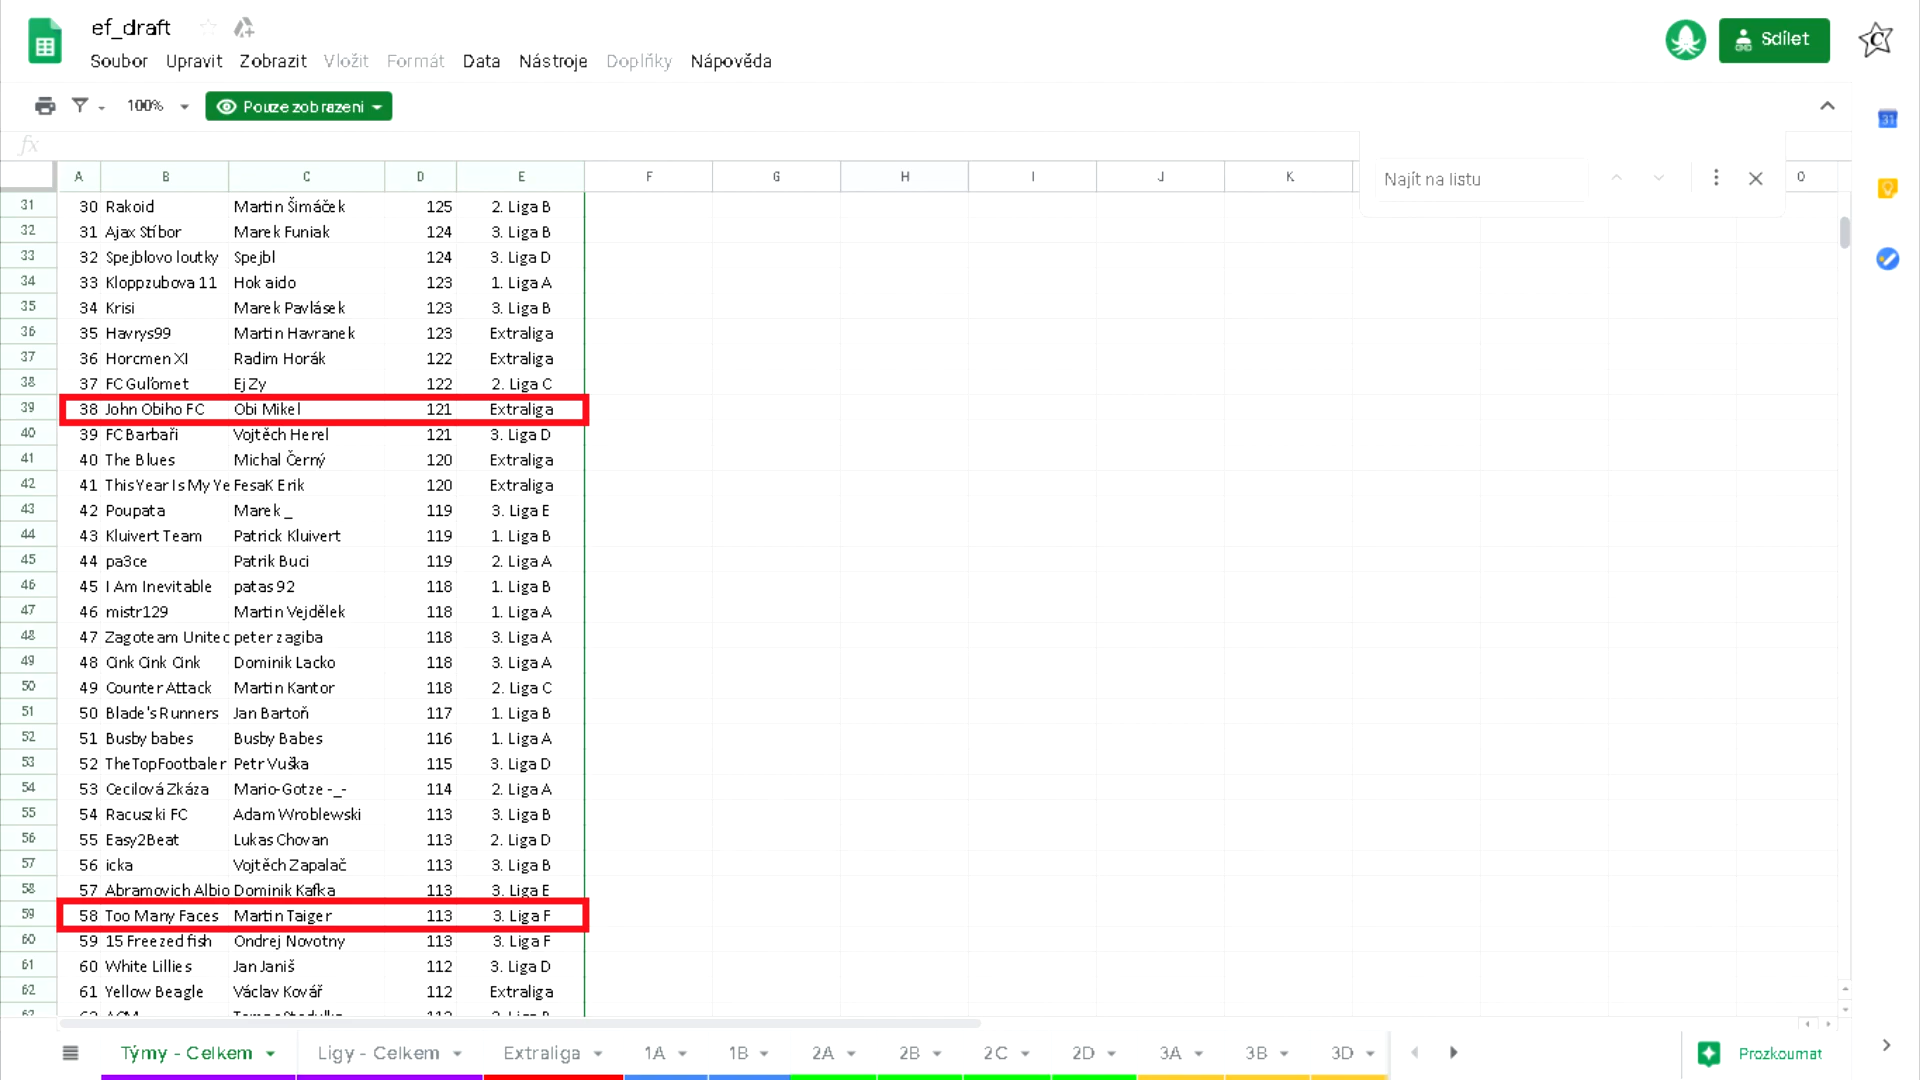 ef_draft
Soubor Upravit Zobrazit Vložit Formát Data Nástroje Doplňky Nápověda
Sdílet
100% Pouze zobrazení
fx
Najít na listu
A B C D E F G H I J K O
31 30 Rakoid Martin Šimáček 125 2. Liga B
32 31 Ajax Stíbor Marek Funiak 124 3. Liga B
33 32 Spejblovo loutky Spejbl 124 3. Liga D
34 33 Kloppzubova 11 Hokaido 123 1. Liga A
35 34 Krisi Marek Pavlásek 123 3. Liga B
36 35 Havrys99 Martin Havranek 123 Extraliga
37 36 Horcmen XI Radim Horák 122 Extraliga
38 37 FC Guľomet Ej Zy 122 2. Liga C
39 38 John Obiho FC Obi Mikel 121 Extraliga
40 39 FC Barbaři Vojtěch Herel 121 3. Liga D
41 40 The Blues Michal Černý 120 Extraliga
42 41 This Year Is My Ye FesaK Erik 120 Extraliga
43 42 Poupata Marek _ 119 3. Liga E
44 43 Kluivert Team Patrick Kluivert 119 1. Liga B
45 44 pa3ce Patrik Buci 119 2. Liga A
46 45 I Am Inevitable patas 92 118 1. Liga B
47 46 mistr129 Martin Vejdělek 118 1. Liga A
48 47 Zagoteam United peter zagiba 118 3. Liga A
49 48 Cink Cink Cink Dominik Lacko 118 3. Liga A
50 49 Counter Attack Martin Kantor 118 2. Liga C
51 50 Blade's Runners Jan Bartoň 117 1. Liga B
52 51 Busby babes Busby Babes 116 1. Liga A
53 52 TheTopFootbaler Petr Vuška 115 3. Liga D
54 53 Cecilová Zkáza Mario-Gotze -_- 114 2. Liga A
55 54 Racuszki FC Adam Wroblewski 113 3. Liga B
56 55 Easy2Beat Lukas Chovan 113 2. Liga D
57 56 icka Vojtěch Zapalač 113 3. Liga B
58 57 Abramovich Albio Dominik Kafka 113 3. Liga E
59 58 Too Many Faces Martin Taiger 113 3. Liga F
60 59 15 Freezed fish Ondrej Novotny 113 3. Liga F
61 60 White Lillies Jan Janiš 112 3. Liga D
62 61 Yellow Beagle Václav Kovář 112 Extraliga
Týmy - Celkem Ligy - Celkem Extraliga 1A 1B 2A 2B 2C 2D 3A 3B 3D Prozkoumat